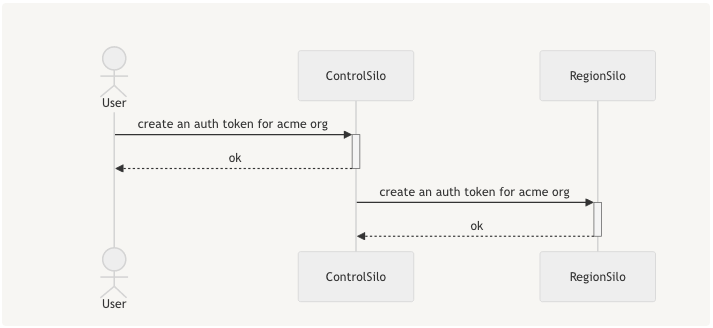 ControlSilo
RegionSilo
User
create an auth token for acme org
ok
create an auth token for acme org
ok
ControlSilo
RegionSilo
User